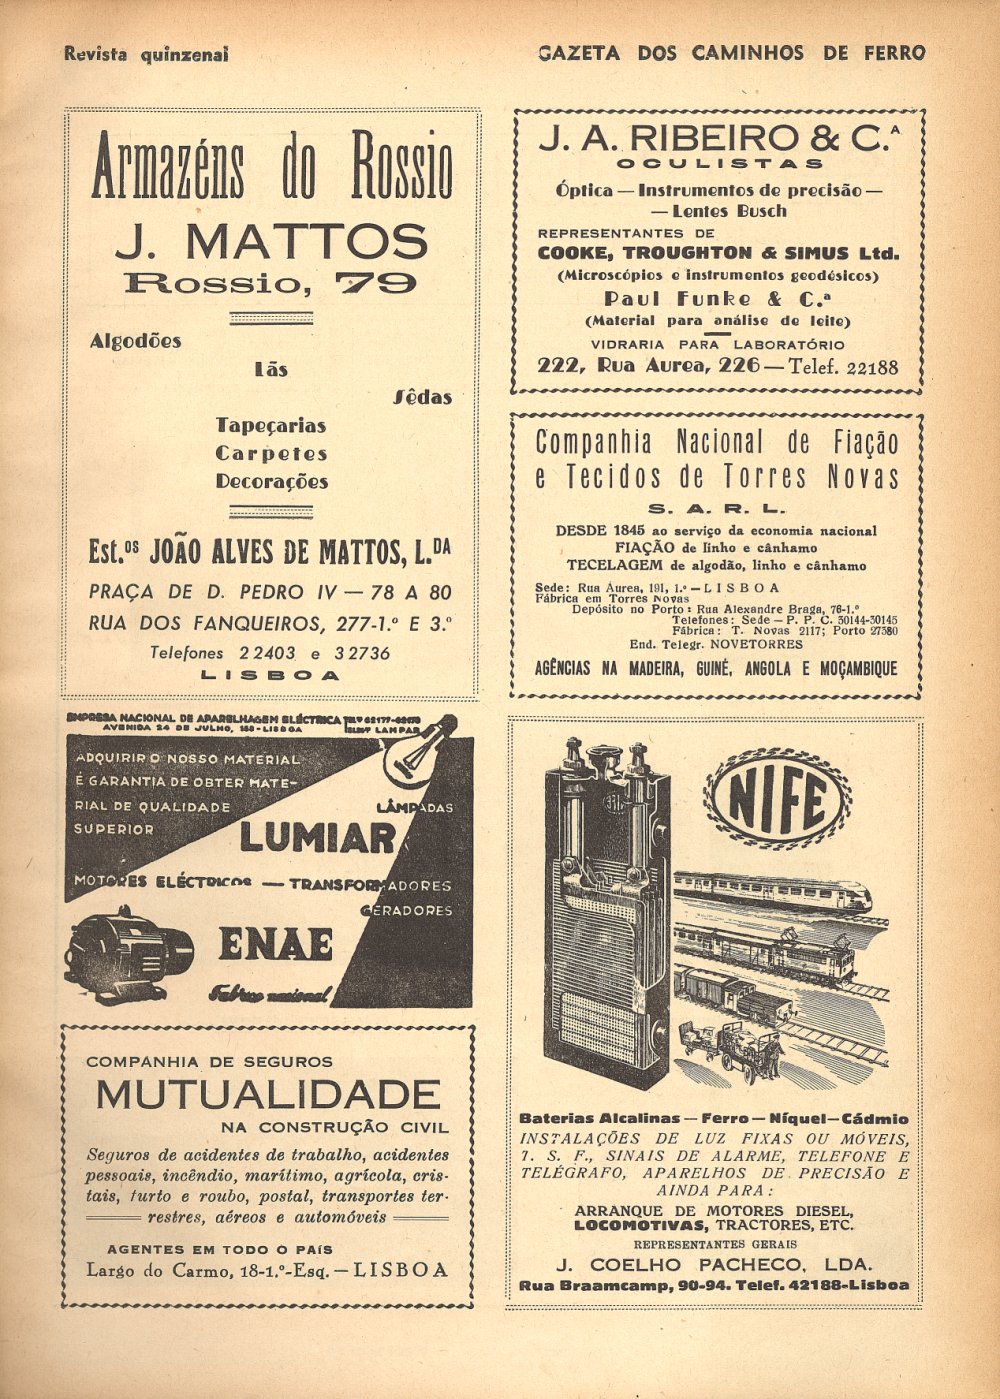 Revista quinzenal
GAZETA DOS CAMINHOS DE FERRO
Armazéns do Rossio
J. MATTOS
Rossio, 79
Algodões
Lãs
Sêdas
Tapeçarias
Carpetes
Decorações
Est.os JOÃO ALVES DE MATTOS, L.DA
PRAÇA DE D. PEDRO IV — 78 A 80
RUA DOS FANQUEIROS, 277-1.º E 3.º
Telefones 22403 e 32736
LISBOA
J. A. RIBEIRO & C.A
OCULISTAS
Óptica — Instrumentos de precisão —
— Lentes Busch
REPRESENTANTES DE
COOKE, TROUGHTON & SIMUS Ltd.
(Microscópios e instrumentos geodésicos)
Paul Funke & C.ª
(Material para análise de leite)
VIDRARIA PARA LABORATÓRIO
222, Rua Aurea, 226 — Telef. 22188
Companhia Nacional de Fiação
e Tecidos de Torres Novas
S. A. R. L.
DESDE 1845 ao serviço da economia nacional
FIAÇÃO de linho e cânhamo
TECELAGEM de algodão, linho e cânhamo
Sede: Rua Áurea, 191, 1.º — LISBOA
Fábrica em Torres Novas
Depósito no Porto: Rua Alexandre Braga, 76-1.º
Telefones: Sede — P. P. C. 30144-30145
Fábrica: T. Novas 2117; Porto 27380
End. Telegr. NOVETORRES
AGÊNCIAS NA MADEIRA, GUINÉ, ANGOLA E MOÇAMBIQUE
EMPRESA NACIONAL DE APARELHAGEM ELÉCTRICA
AVENIDA 24 DE JULHO, 158-LISBOA
ADQUIRIR O NOSSO MATERIAL
É GARANTIA DE OBTER MATE-
RIAL DE QUALIDADE
SUPERIOR
LÂMPADAS
LUMIAR
MOTORES ELÉCTRICOS — TRANSFORMADORES
GERADORES
ENAE
Fabrico nacional
COMPANHIA DE SEGUROS
MUTUALIDADE
NA CONSTRUÇÃO CIVIL
Seguros de acidentes de trabalho, acidentes
pessoais, incêndio, marítimo, agrícola, cris-
tais, furto e roubo, postal, transportes ter-
restres, aéreos e automóveis
AGENTES EM TODO O PAÍS
Largo do Carmo, 18-1.º-Esq. — LISBOA
NIFE
Baterias Alcalinas — Ferro — Níquel — Cádmio
INSTALAÇÕES DE LUZ FIXAS OU MÓVEIS,
T. S. F., SINAIS DE ALARME, TELEFONE E
TELÉGRAFO, APARELHOS DE PRECISÃO E
AINDA PARA:
ARRANQUE DE MOTORES DIESEL,
LOCOMOTIVAS, TRACTORES, ETC.
REPRESENTANTES GERAIS
J. COELHO PACHECO, LDA.
Rua Braamcamp, 90-94. Telef. 42188-Lisboa